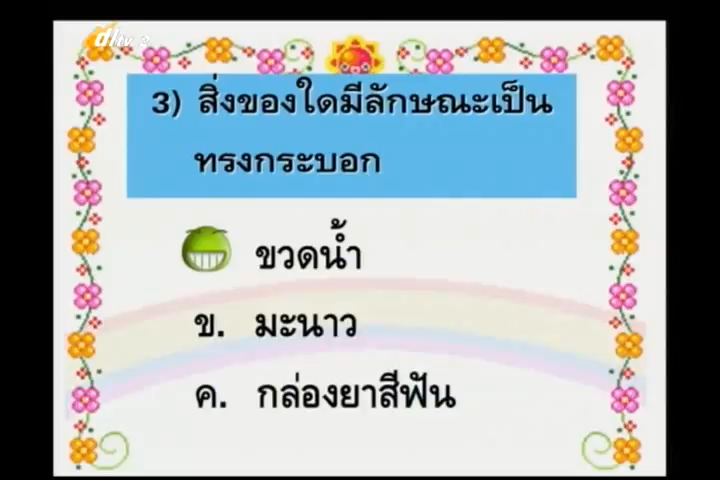 dltv 2
3) สิ่งของใดมีลักษณะเป็น
ทรงกระบอก
ขวดน้ำ
ข. มะนาว
ค. กล่องยาสีฟัน